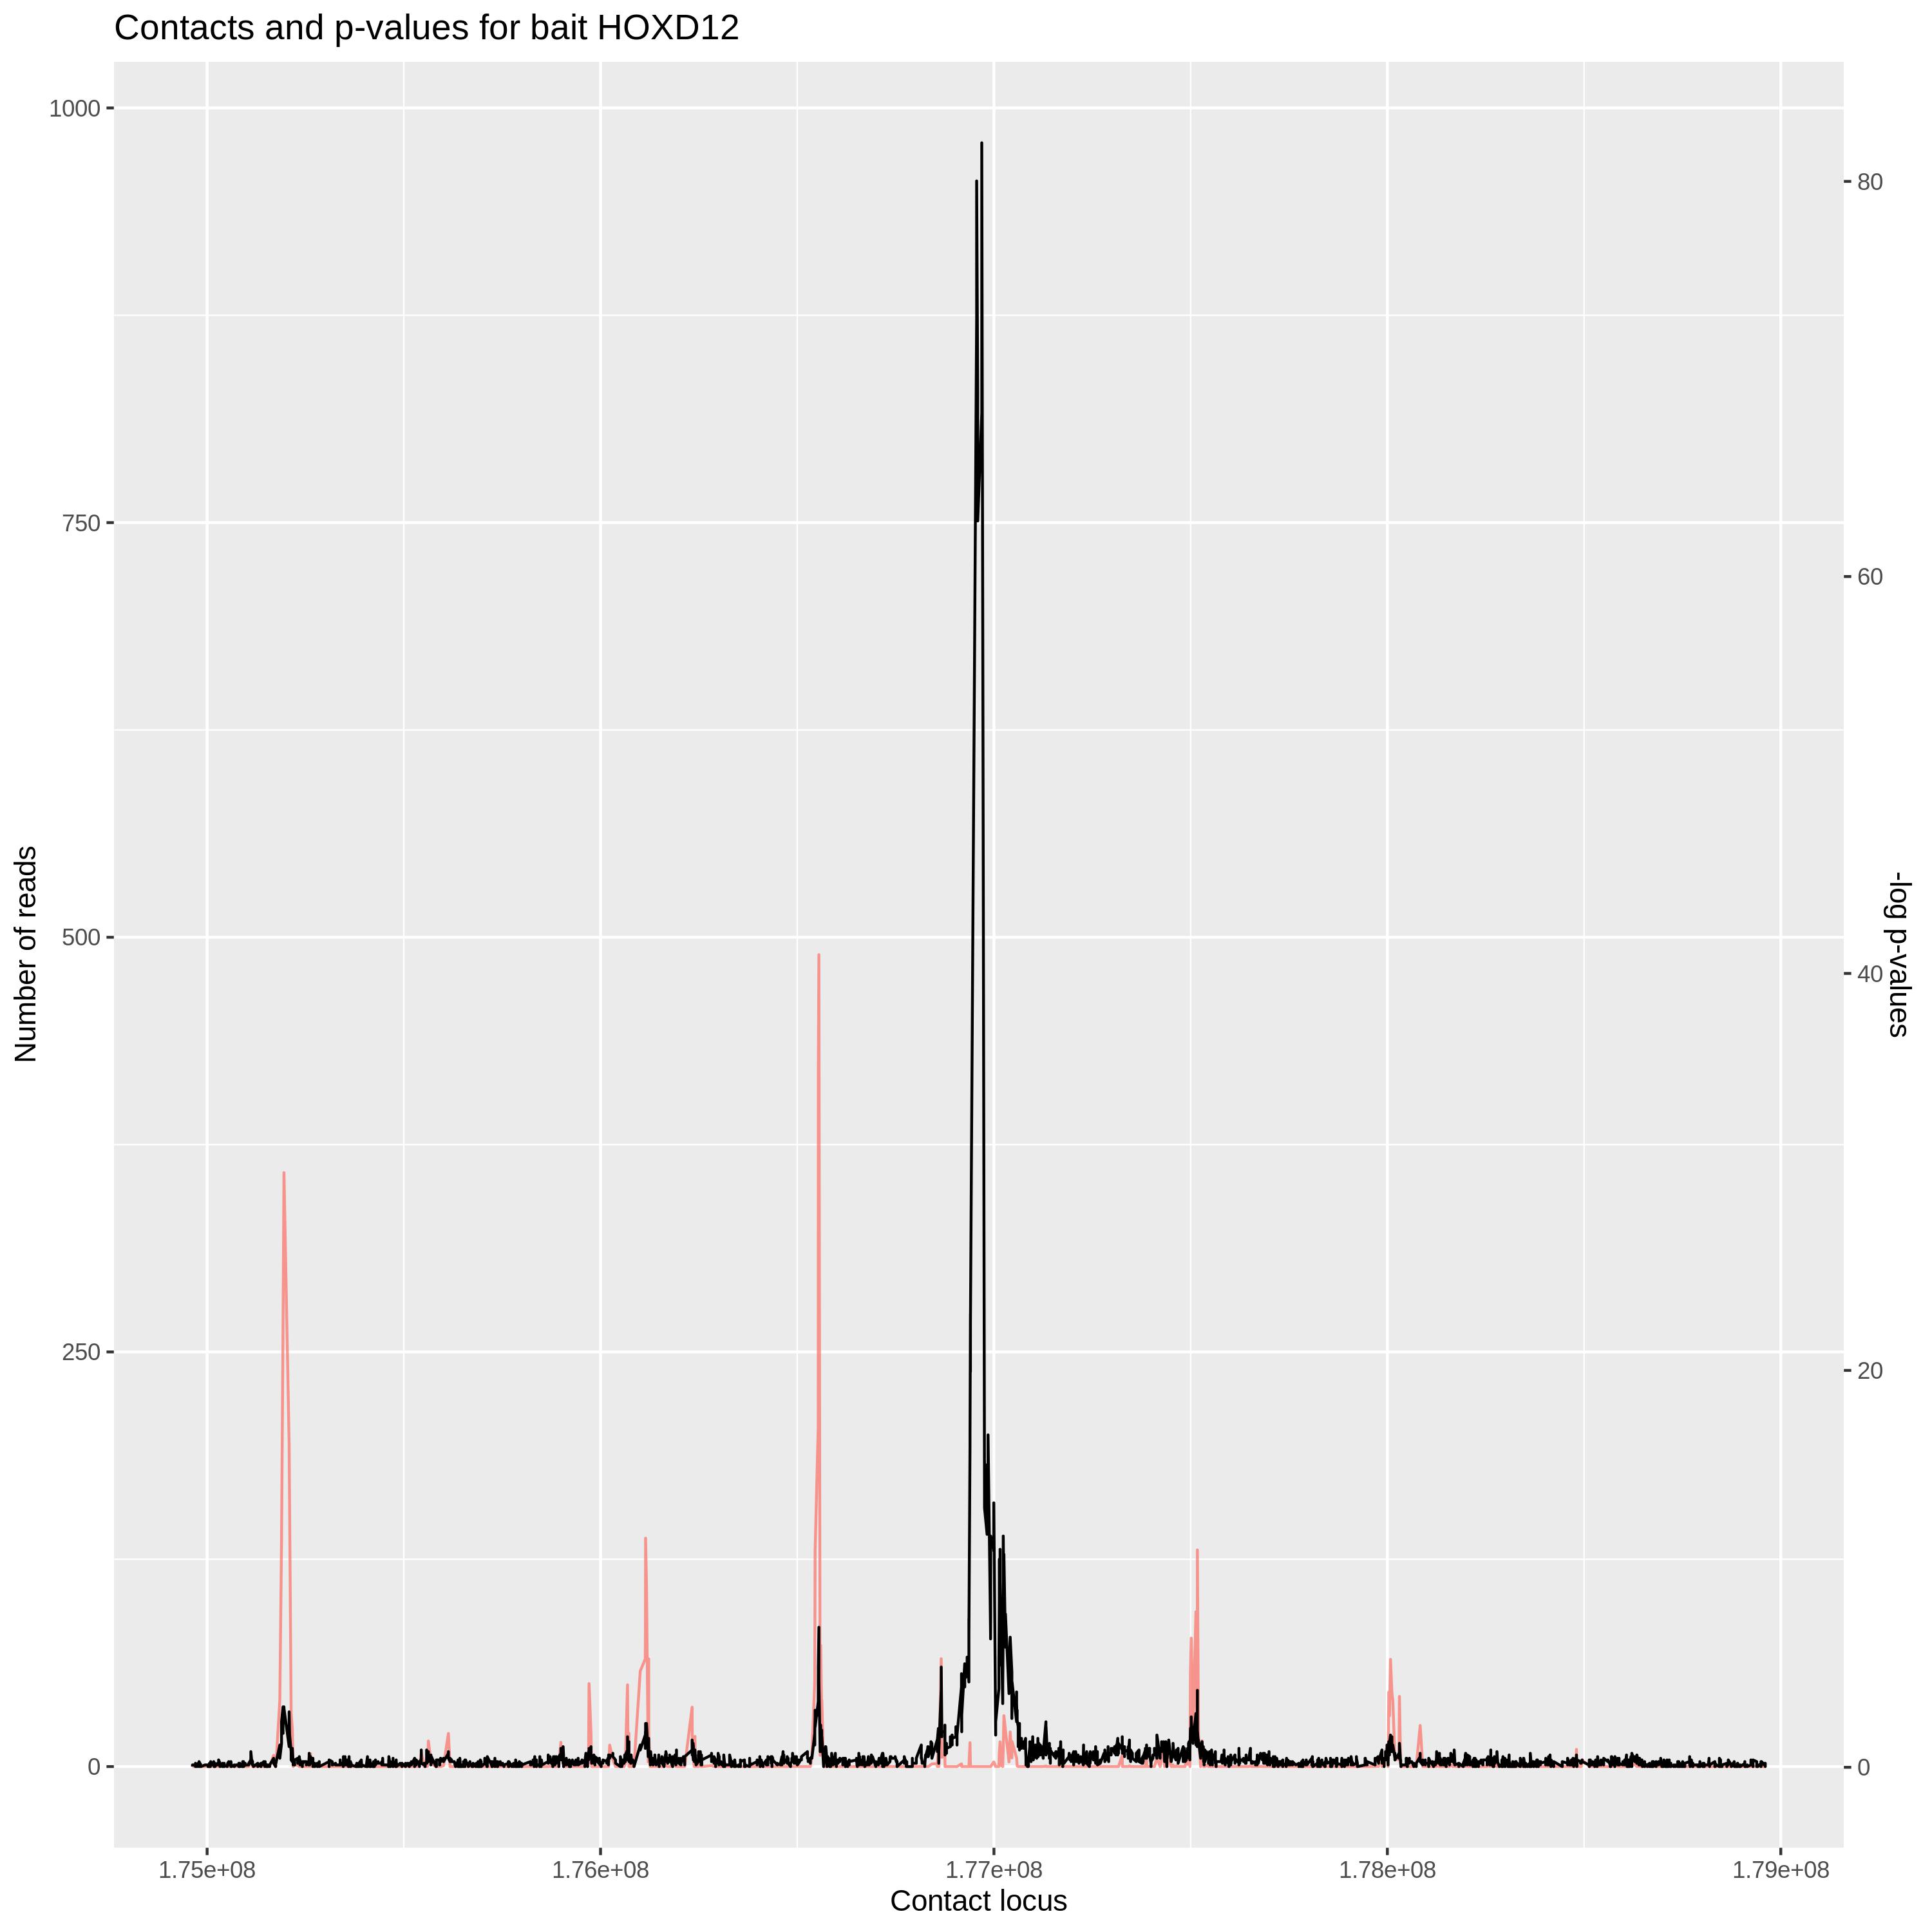 Contacts and p-values for bait HOXD12
1000
750
500
250
0
Number of reads
80
60
40
20
0
-log p-values
1.75e+08
1.76e+08
1.77e+08
1.78e+08
1.79e+08
Contact locus